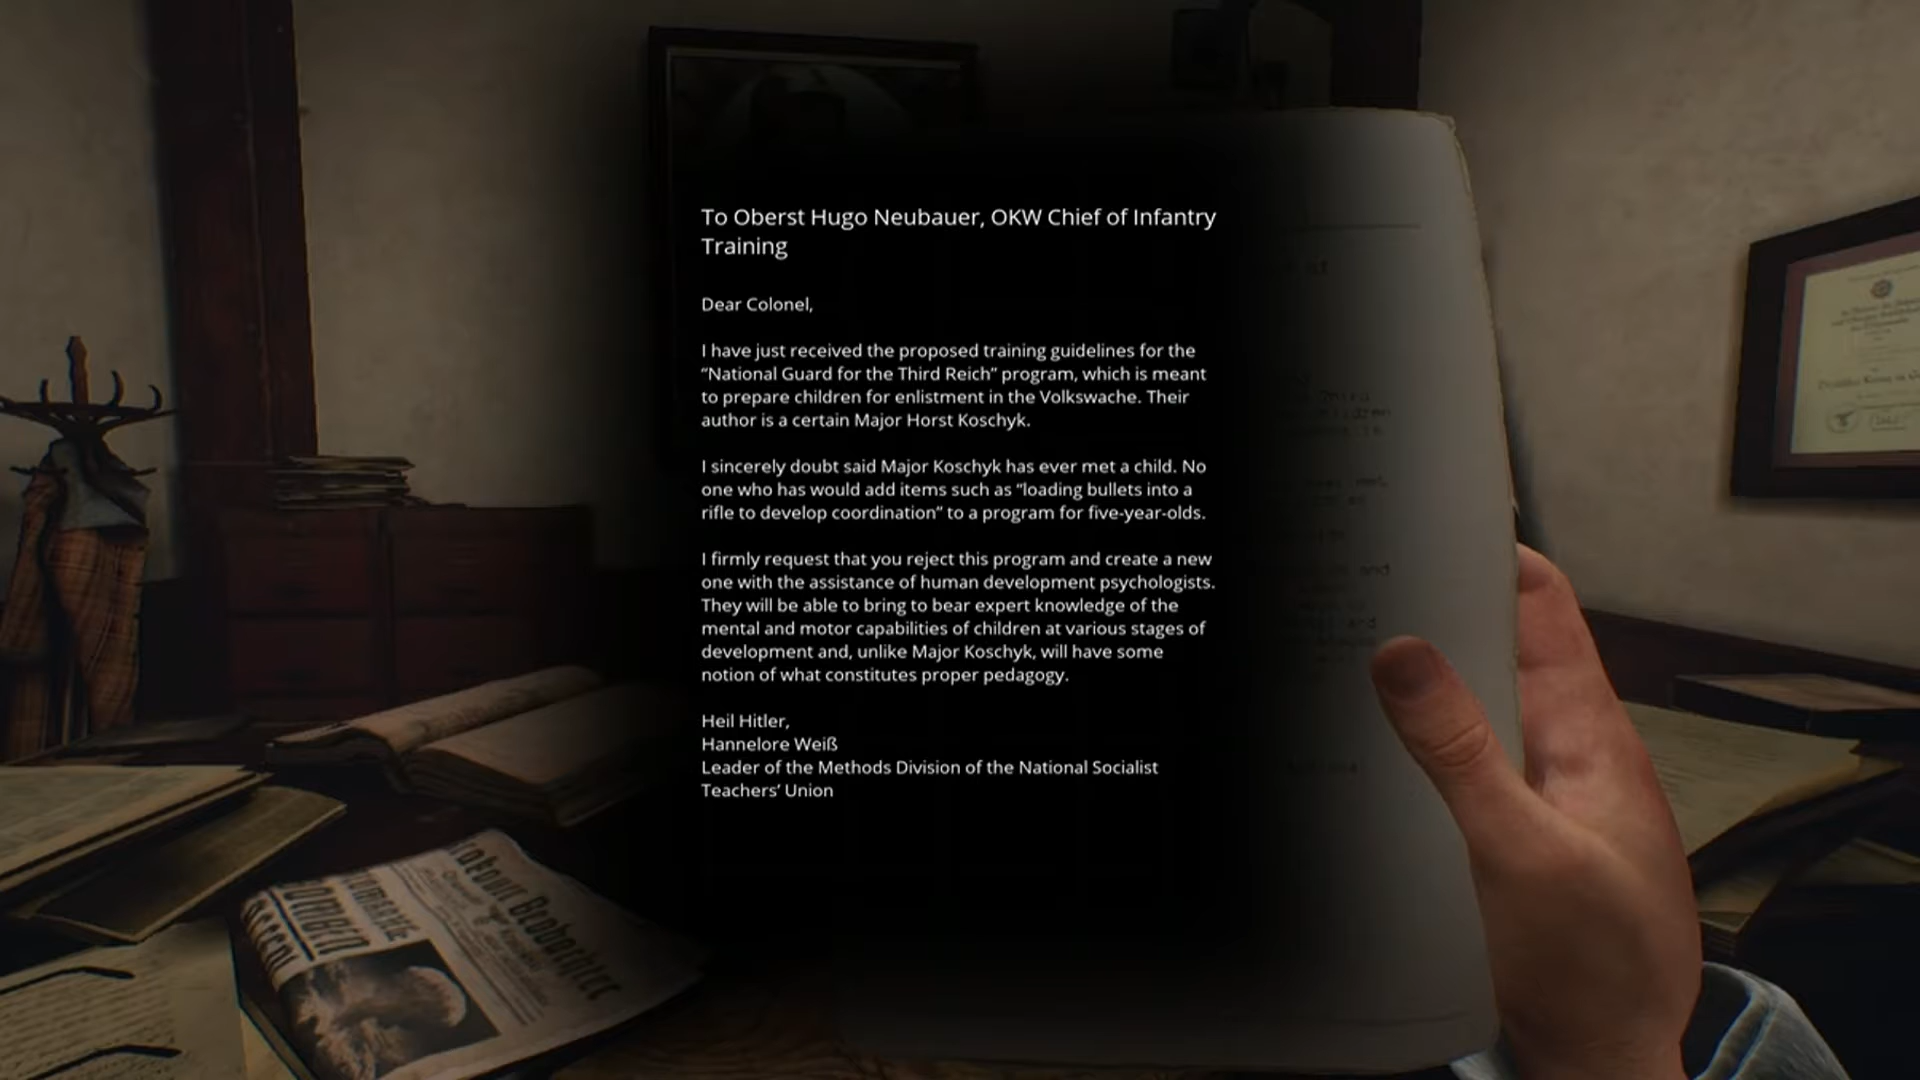 To Oberst Hugo Neubauer, OKW Chief of Infantry
Training
Dear Colonel,
I have just received the proposed training guidelines for the
“National Guard for the Third Reich” program, which is meant
to prepare children for enlistment in the Volkswache. Their
author is a certain Major Horst Koschyk.
I sincerely doubt said Major Koschyk has ever met a child. No
one who has would add items such as “loading bullets into a
rifle to develop coordination” to a program for five-year-olds.
I firmly request that you reject this program and create a new
one with the assistance of human development psychologists.
They will be able to bring to bear expert knowledge of the
mental and motor capabilities of children at various stages of
development and, unlike Major Koschyk, will have some
notion of what constitutes proper pedagogy.
Heil Hitler,
Hannelore Weiß
Leader of the Methods Division of the National Socialist
Teachers’ Union